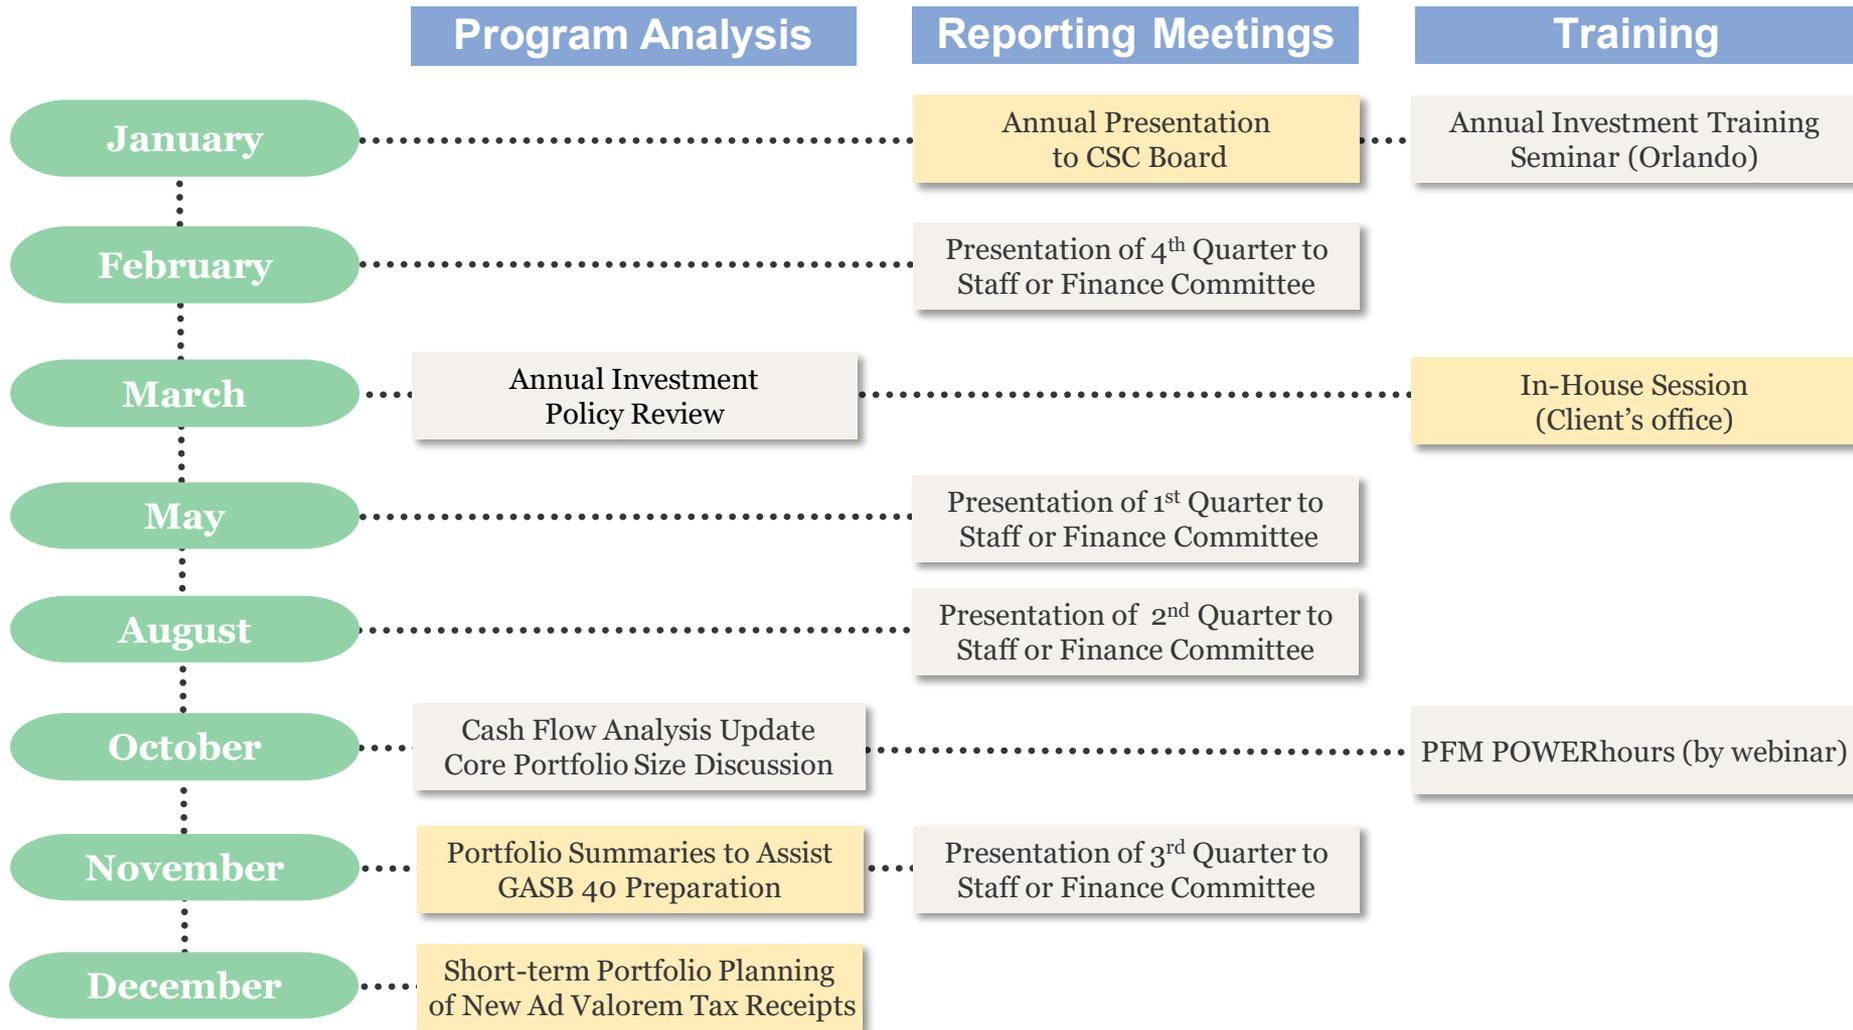 Program Analysis
Reporting Meetings
Training
January
Annual Presentation
to CSC Board
Annual Investment Training
Seminar (Orlando)
February
Presentation of 4th Quarter to
Staff or Finance Committee
March
Annual Investment
Policy Review
In-House Session
(Client’s office)
May
Presentation of 1st Quarter to
Staff or Finance Committee
August
Presentation of 2nd Quarter to
Staff or Finance Committee
October
Cash Flow Analysis Update
Core Portfolio Size Discussion
PFM POWERhours (by webinar)
November
Portfolio Summaries to Assist
GASB 40 Preparation
Presentation of 3rd Quarter to
Staff or Finance Committee
December
Short-term Portfolio Planning
of New Ad Valorem Tax Receipts